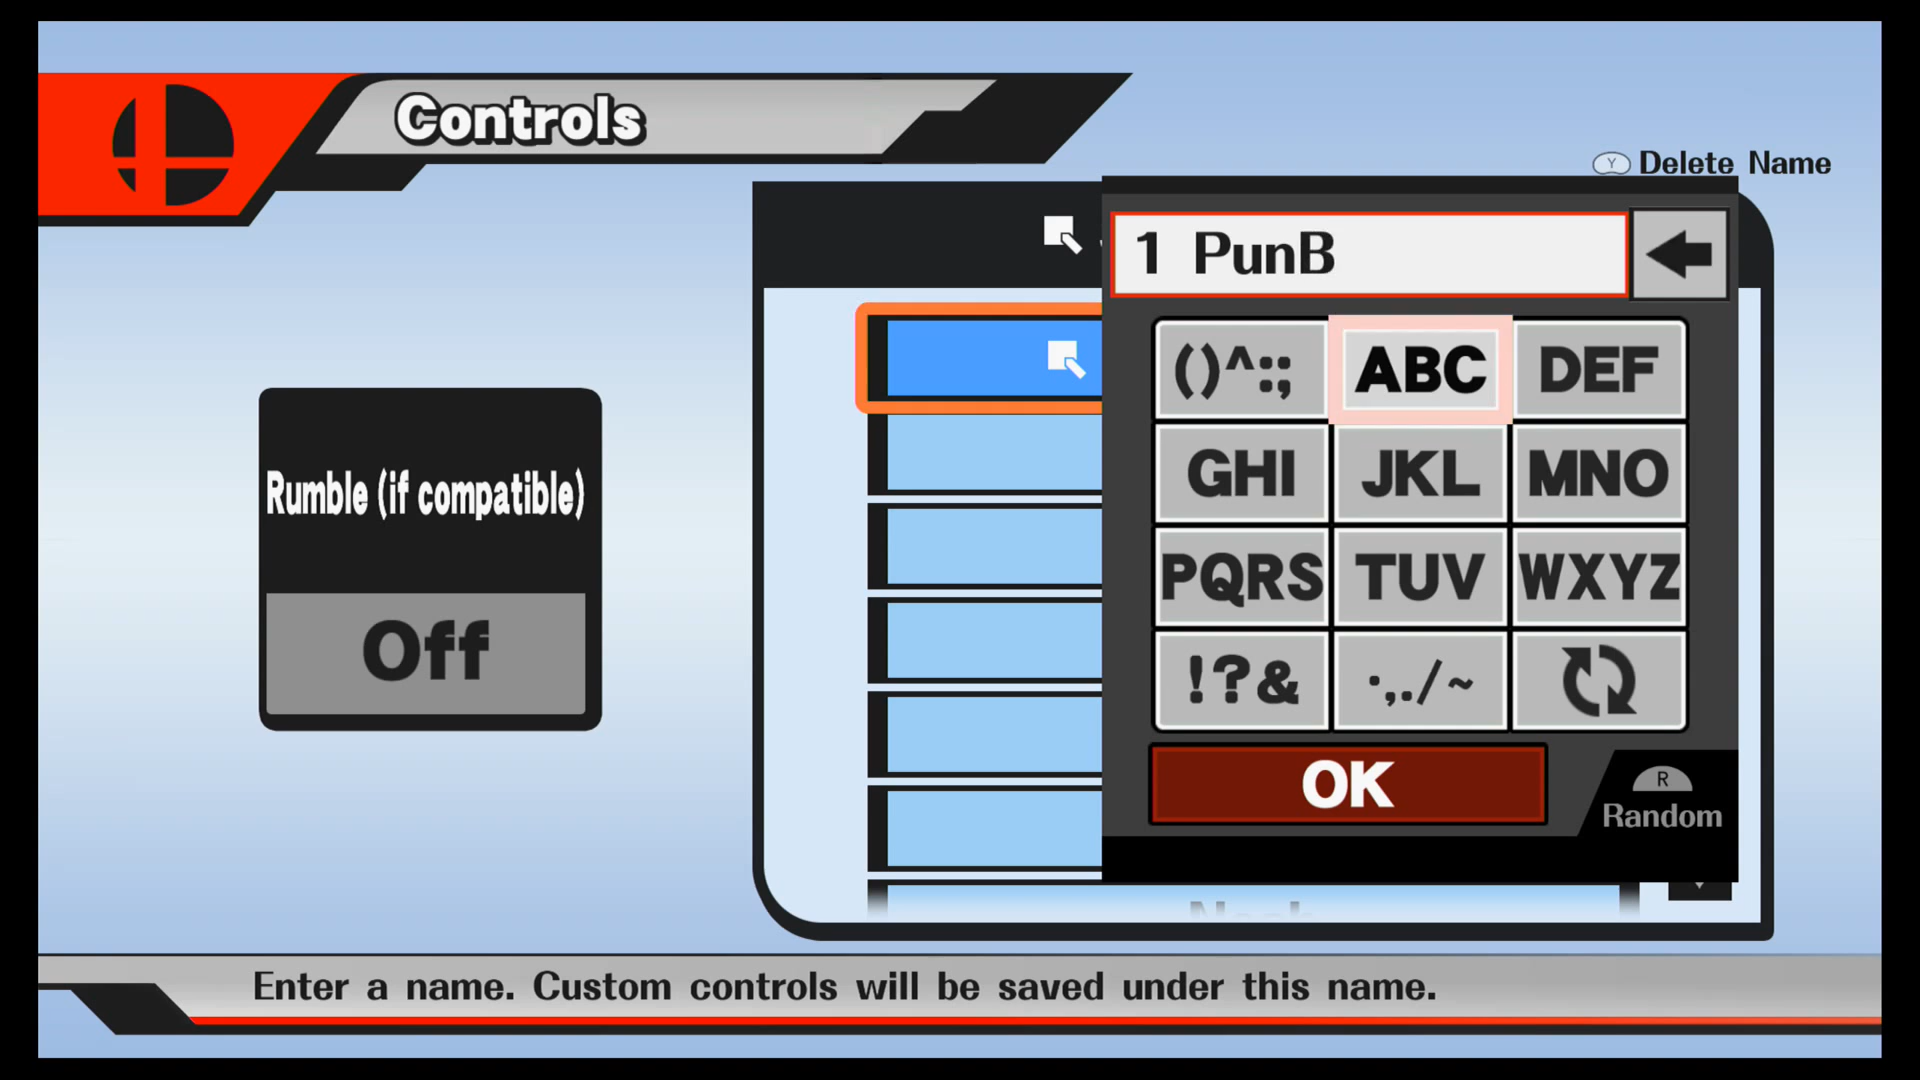 Controls
Y Delete Name
1 PunB
()^:; ABC DEF
GHI JKL MNO
PQRS TUV WXYZ
!?& ·,./~
OK
R
Random
Rumble (if compatible)
Off
Enter a name. Custom controls will be saved under this name.